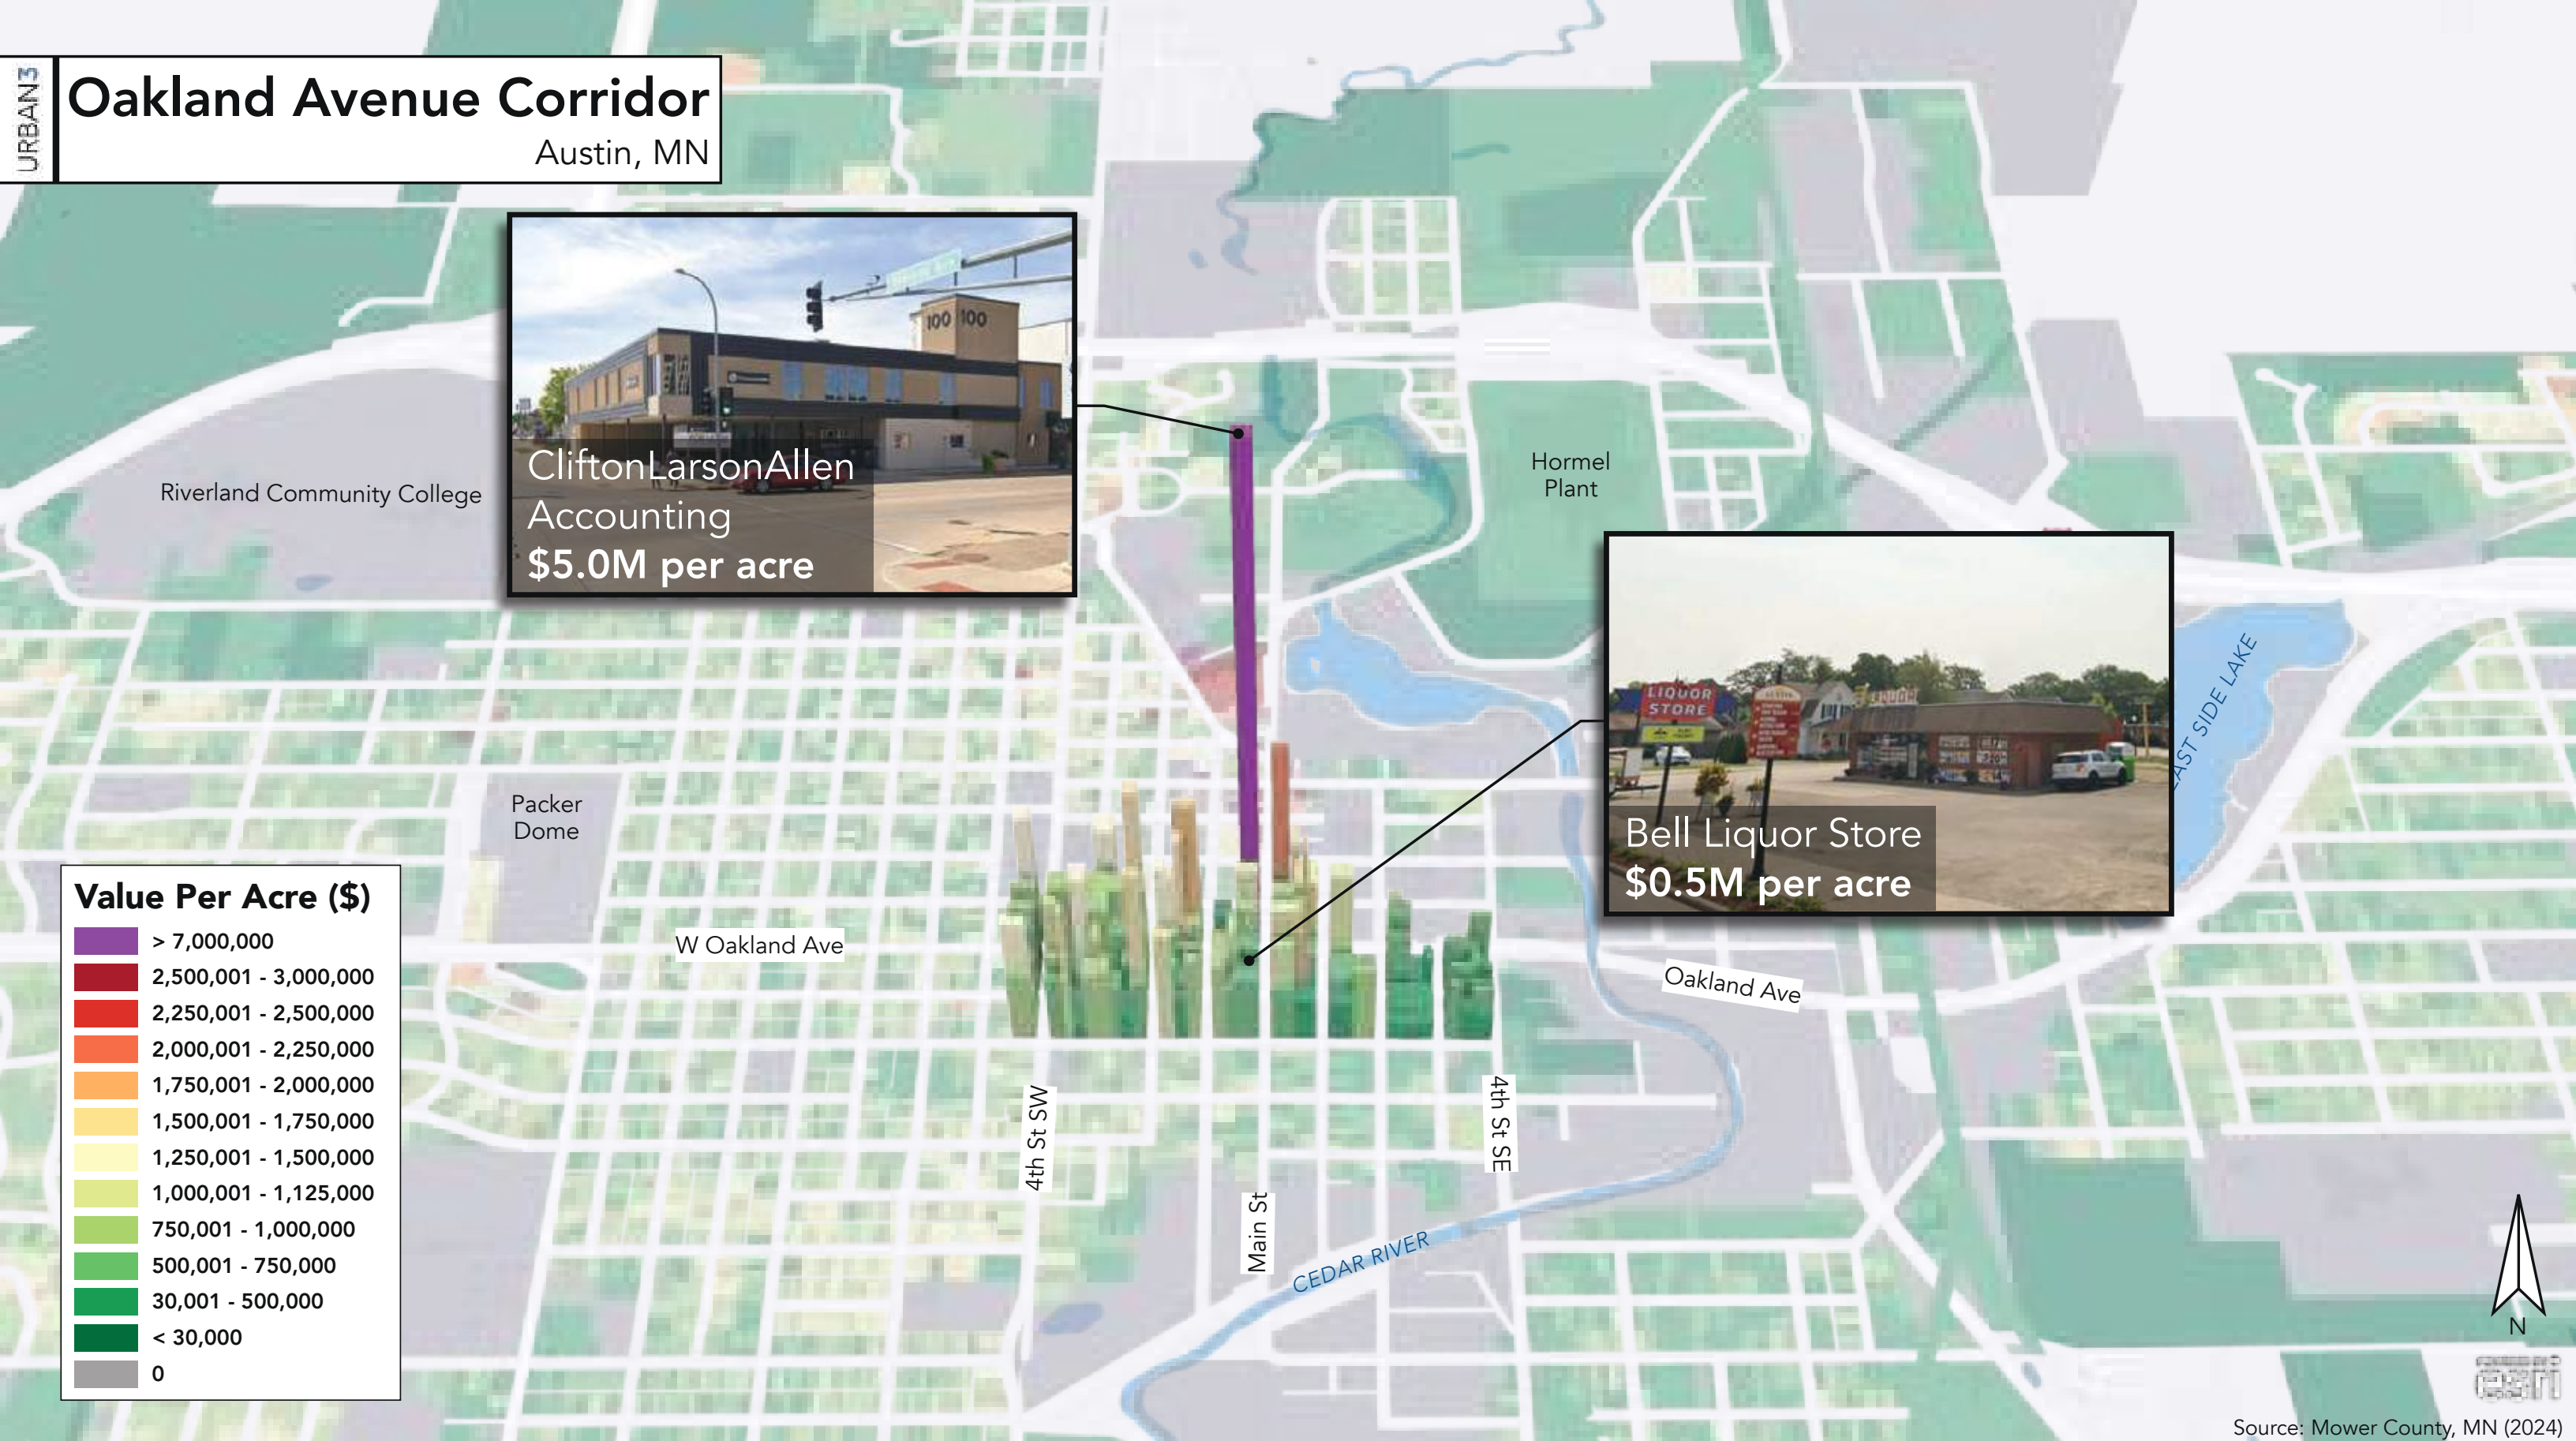 URBAN3
Oakland Avenue Corridor
Austin, MN
100 100
CliftonLarsonAllen
Accounting
$5.0M per acre
Riverland Community College
Hormel
Plant
LIQUOR
STORE
LIQUOR
Bell Liquor Store
$0.5M per acre
EAST SIDE LAKE
Packer
Dome
W Oakland Ave
Oakland Ave
4th St SW
4th St SE
Main St
CEDAR RIVER
Value Per Acre ($)
> 7,000,000
2,500,001 - 3,000,000
2,250,001 - 2,500,000
2,000,001 - 2,250,000
1,750,001 - 2,000,000
1,500,001 - 1,750,000
1,250,001 - 1,500,000
1,000,001 - 1,125,000
750,001 - 1,000,000
500,001 - 750,000
30,001 - 500,000
< 30,000
0
N
esri
Source: Mower County, MN (2024)